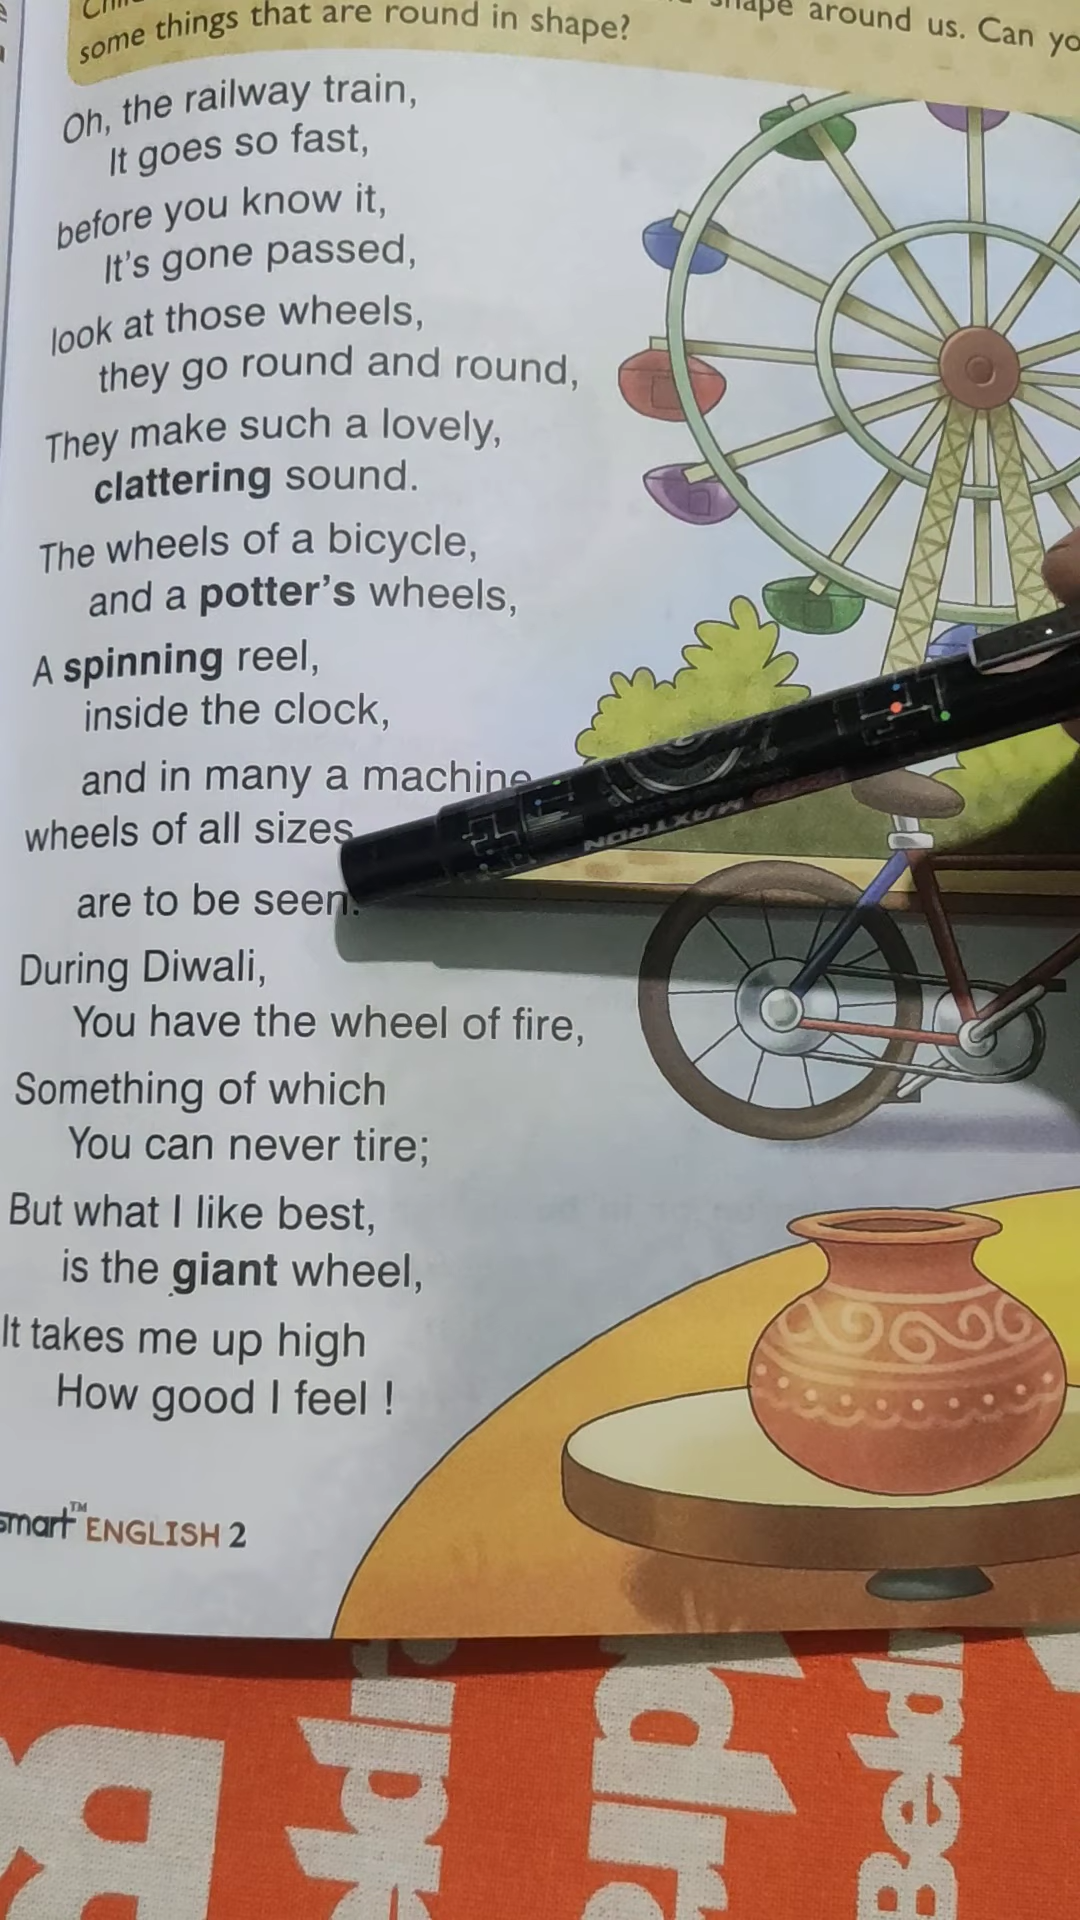 shape around us. Can yo
some things that are round in shape?
Oh, the railway train,
It goes so fast,
before you know it,
It's gone passed,
look at those wheels,
they go round and round,
They make such a lovely,
clattering sound.
The wheels of a bicycle,
and a potter's wheels,
A spinning reel,
inside the clock,
and in many a machine
wheels of all sizes
are to be seen.
During Diwali,
You have the wheel of fire,
Something of which
You can never tire;
But what I like best,
is the giant wheel,
It takes me up high
How good I feel !
smart™ ENGLISH 2
MAXTRON